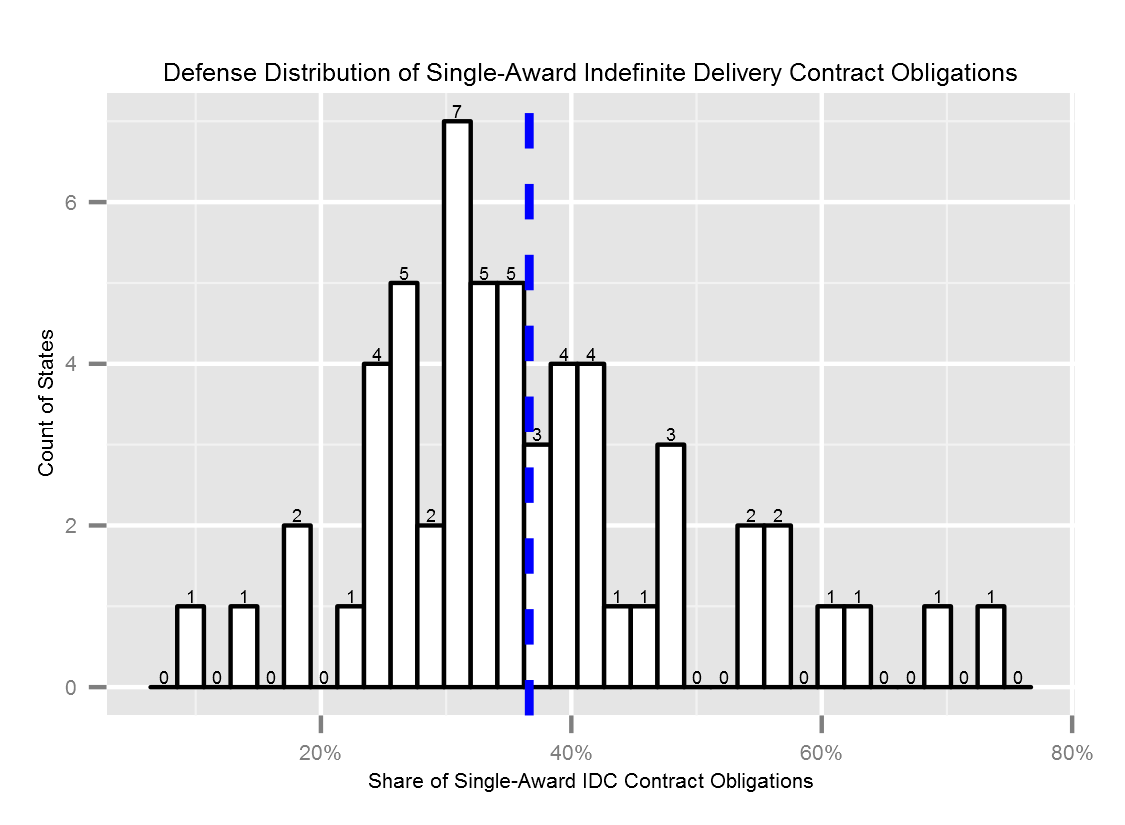 Defense Distribution of Single-Award Indefinite Delivery Contract Obligations
7
6
5 5 5
4 4 4
4
Count of States
3 3
2 2 2 2
2
1 1 1 1 1 1 1 1 1
0 0 0 0 0 0 0 0 0 0 0
0
20% 40% 60% 80%
Share of Single-Award IDC Contract Obligations